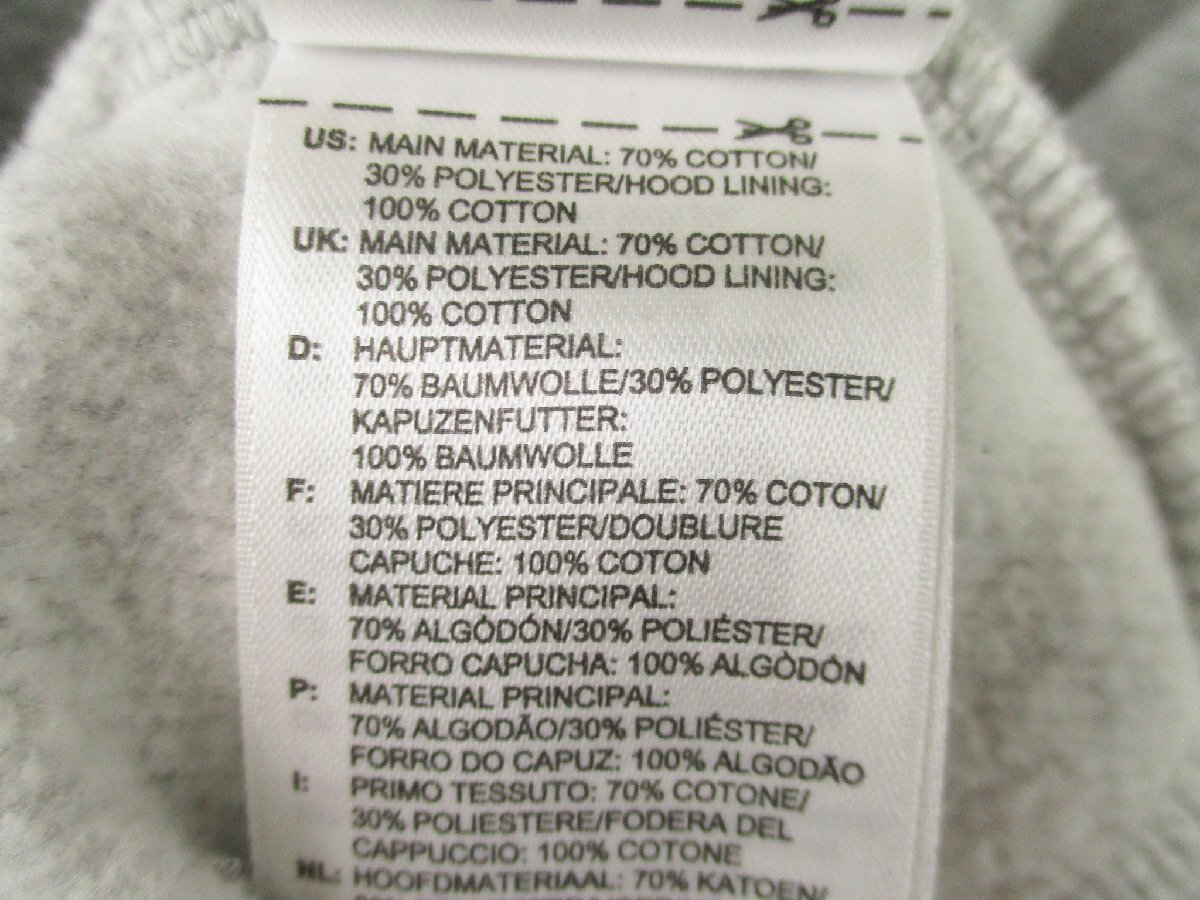 US: MAIN MATERIAL: 70% COTTON/
30% POLYESTER/HOOD LINING:
100% COTTON
UK: MAIN MATERIAL: 70% COTTON/
30% POLYESTER/HOOD LINING:
100% COTTON
D: HAUPTMATERIAL:
70% BAUMWOLLE/30% POLYESTER/
KAPUZENFUTTER:
100% BAUMWOLLE
F: MATIERE PRINCIPALE: 70% COTON/
30% POLYESTER/DOUBLURE
CAPUCHE: 100% COTON
E: MATERIAL PRINCIPAL:
70% ALGÒDÓN/30% POLIÉSTER/
FORRO CAPUCHA: 100% ALGÒDÓN
P: MATERIAL PRINCIPAL:
70% ALGODÃO/30% POLIÉSTER/
FORRO DO CAPUZ: 100% ALGODÃO
I: PRIMO TESSUTO: 70% COTONE/
30% POLIESTERE/FODERA DEL
CAPPUCCIO: 100% COTONE
NL: HOOFDMATERIAAL: 70% KATOEN/